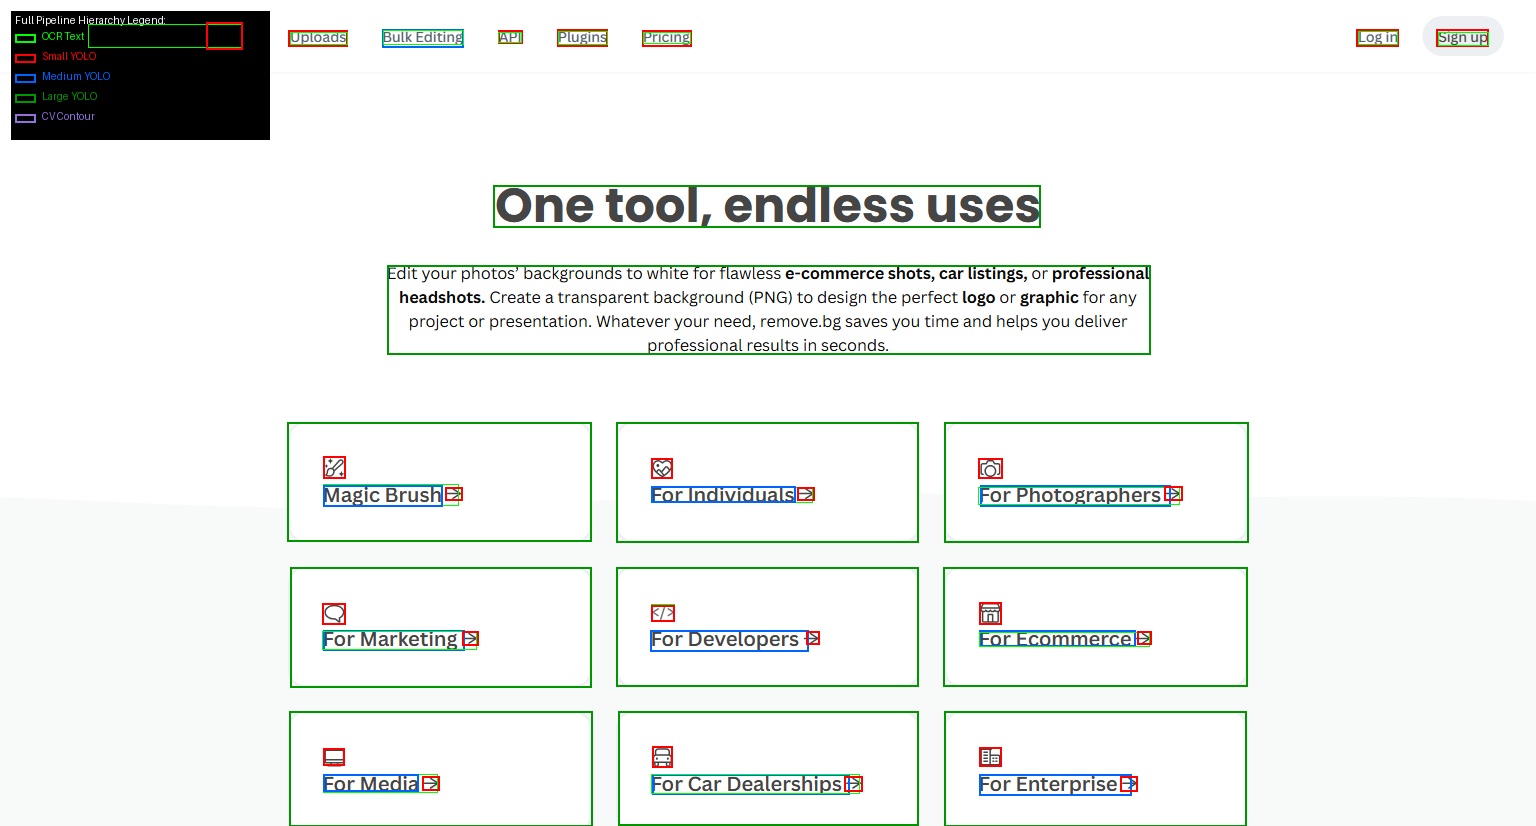 Full Pipeline Hierarchy Legend:
OCR Text
Small YOLO
Medium YOLO
Large YOLO
CV Contour
Uploads
Bulk Editing
API
Plugins
Pricing
Log in
Sign up
One tool, endless uses
Edit your photos’ backgrounds to white for flawless e-commerce shots, car listings, or professional
headshots. Create a transparent background (PNG) to design the perfect logo or graphic for any
project or presentation. Whatever your need, remove.bg saves you time and helps you deliver
professional results in seconds.
Magic Brush
For Individuals
For Photographers
For Marketing
For Developers
For Ecommerce
For Media
For Car Dealerships
For Enterprise